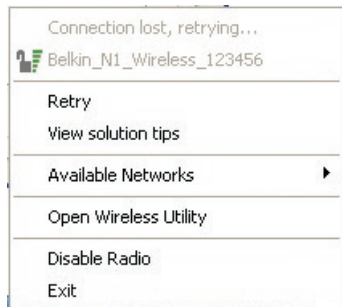 Connection lost, retrying...
Belkin_N1_Wireless_123456
Retry
View solution tips
Available Networks
Open Wireless Utility
Disable Radio
Exit